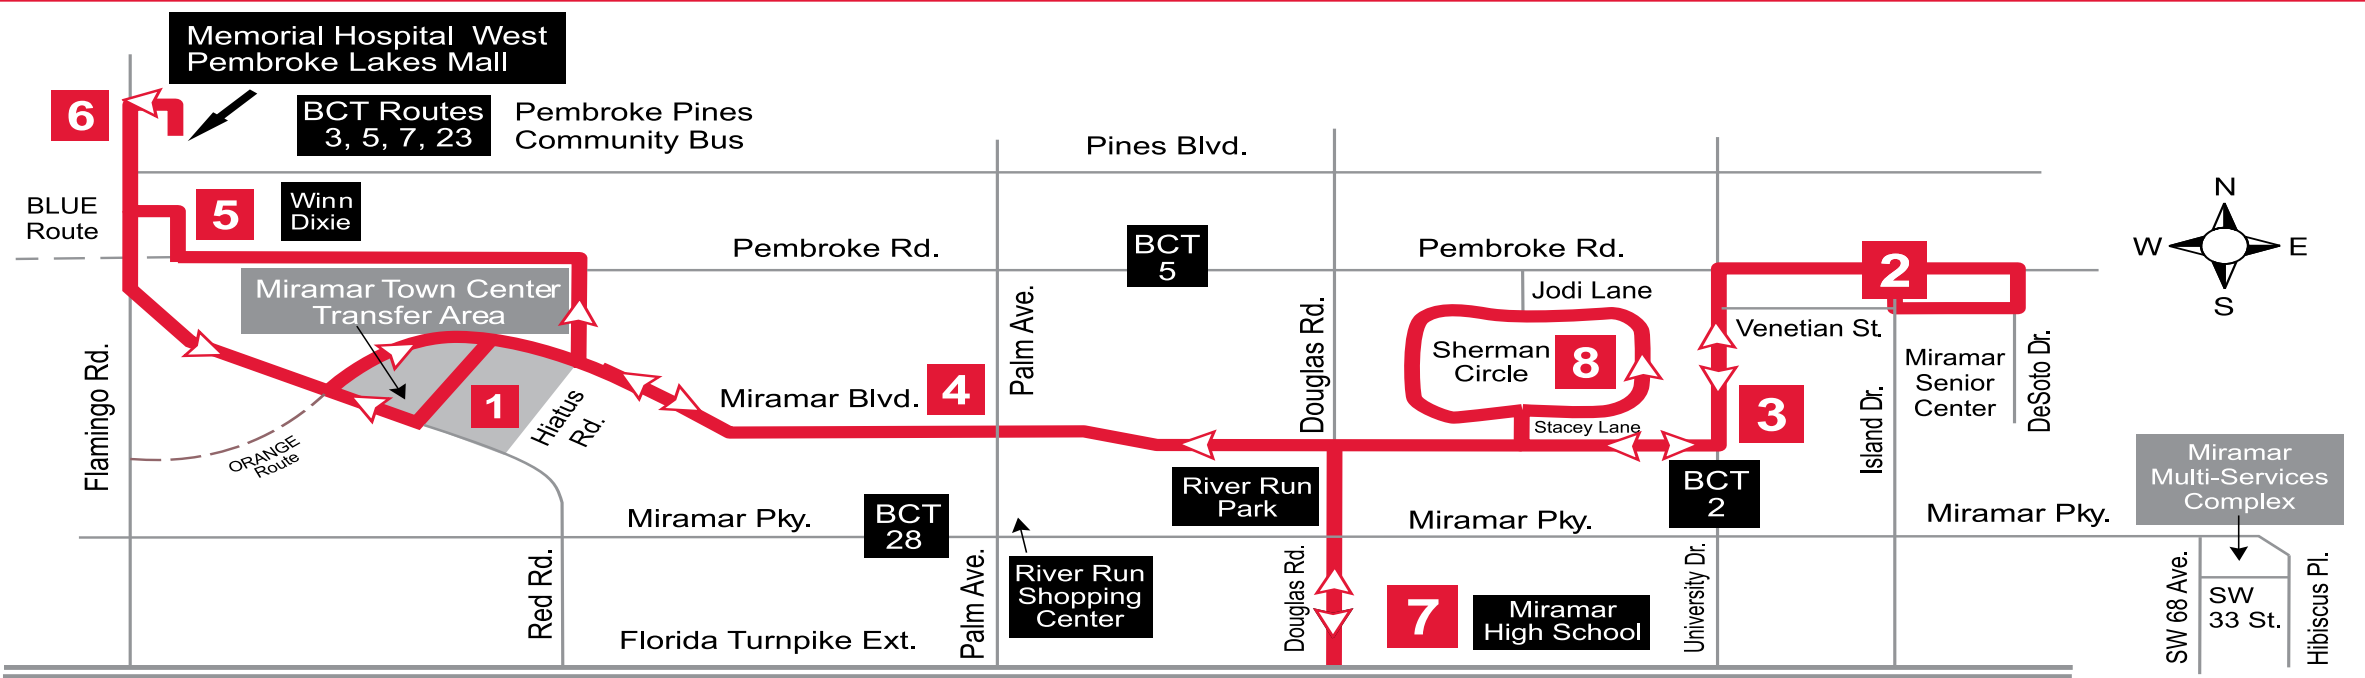 Memorial Hospital West
Pembroke Lakes Mall
6
BCT Routes
3, 5, 7, 23
Pembroke Pines
Community Bus
Pines Blvd.
BLUE
Route
5
Winn
Dixie
Pembroke Rd.
BCT
5
Pembroke Rd.
2
N
W
E
S
Miramar Town Center
Transfer Area
Jodi Lane
Venetian St.
Palm Ave.
Douglas Rd.
Sherman
Circle
8
Miramar
Senior
Center
DeSoto Dr.
Flamingo Rd.
1
Hiatus
Rd.
Miramar Blvd.
4
3
Island Dr.
Stacey Lane
ORANGE
Route
River Run
Park
BCT
2
Miramar
Multi-Services
Complex
Miramar Pky.
BCT
28
Miramar Pky.
Miramar Pky.
Red Rd.
Palm Ave.
River Run
Shopping
Center
Douglas Rd.
7
Miramar
High School
University Dr.
SW 68 Ave.
SW
33 St.
Hibiscus Pl.
Florida Turnpike Ext.